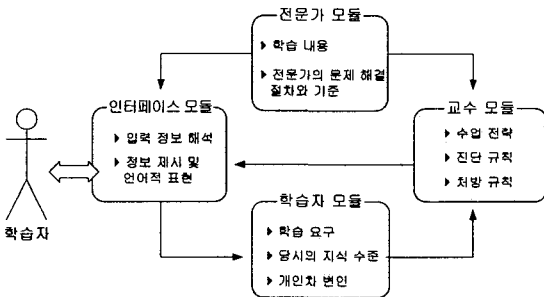 전문가 모듈
▶ 학습 내용
▶ 전문가의 문제 해결
절차와 기준
인터페이스 모듈
▶ 입력 정보 해석
▶ 정보 제시 및
언어적 표현
교수 모듈
▶ 수업 전략
▶ 진단 규칙
▶ 처방 규칙
학습자
학습자 모듈
▶ 학습 요구
▶ 당시의 지식 수준
▶ 개인차 변인